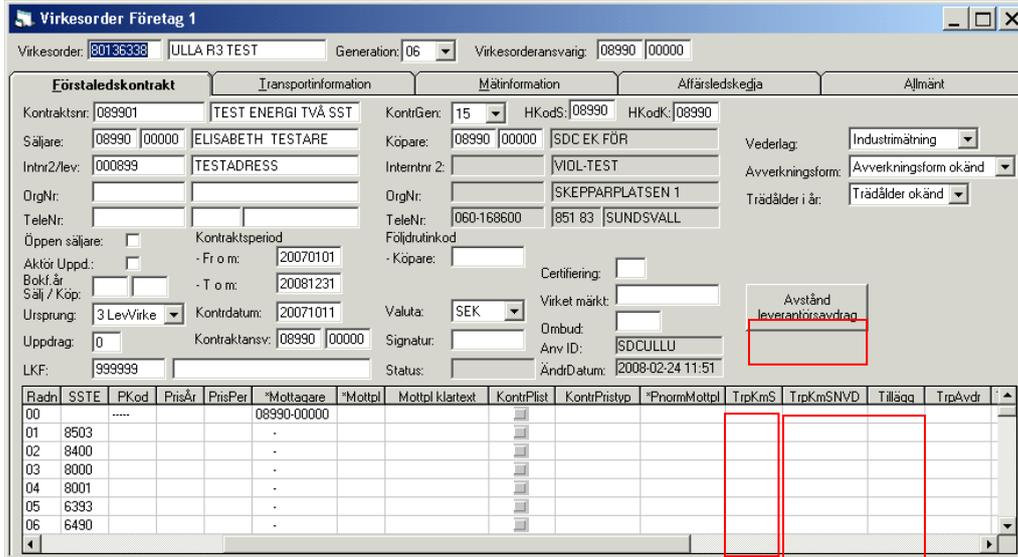 Virkesorder Företag 1
Virkesorder: 80136338 ULLA R3 TEST Generation: 06 Virkesorderansvarig: 08990 00000
Förstaledskontrakt Transportinformation Mätinformation Affärsledskedja Allmänt
Kontraktsnr: 089901 TEST ENERGI TVÅ SST KontrGen: 15 HKodS: 08990 HKodK: 08990
Säljare: 08990 00000 ELISABETH TESTARE Köpare: 08990 00000 SDC EK FÖR Vederlag: Industrimätning
Intnr2/lev: 000899 TESTADRESS Interntnr 2: VIOL-TEST Avverkningsform: Avverkningsform okänd
OrgNr: OrgNr: SKEPPARPLATSEN 1 Trädålder i år: Trädålder okänd
TeleNr: TeleNr: 060-168600 851 83 SUNDSVALL
Öppen säljare: Kontraktsperiod Följdrutinkod
Aktör Uppd.: - Fr o m: 20070101 - Köpare: Certifiering:
Bokf.år
Sälj / Köp: - T o m: 20081231 Virket märkt: Avstånd
leverantörsavdrag
Ursprung: 3 LevVirke Kontrdatum: 20071011 Valuta: SEK Ombud:
Uppdrag: 0 Kontraktansv: 08990 00000 Signatur: Anv ID: SDCULLU
LKF: 999999 Status: ÄndrDatum: 2008-02-24 11:51
Radn SSTE PKod PrisÅr PrisPer *Mottagare *Mottpl Mottpl klartext KontrPlist KontrPristyp *PnormMottpl TrpKmS TrpKmSNVD Tillägg TrpAvdr
00 ----- 08990-00000
01 8503 -
02 8400 -
03 8000 -
04 8001 -
05 6393 -
06 6490 -